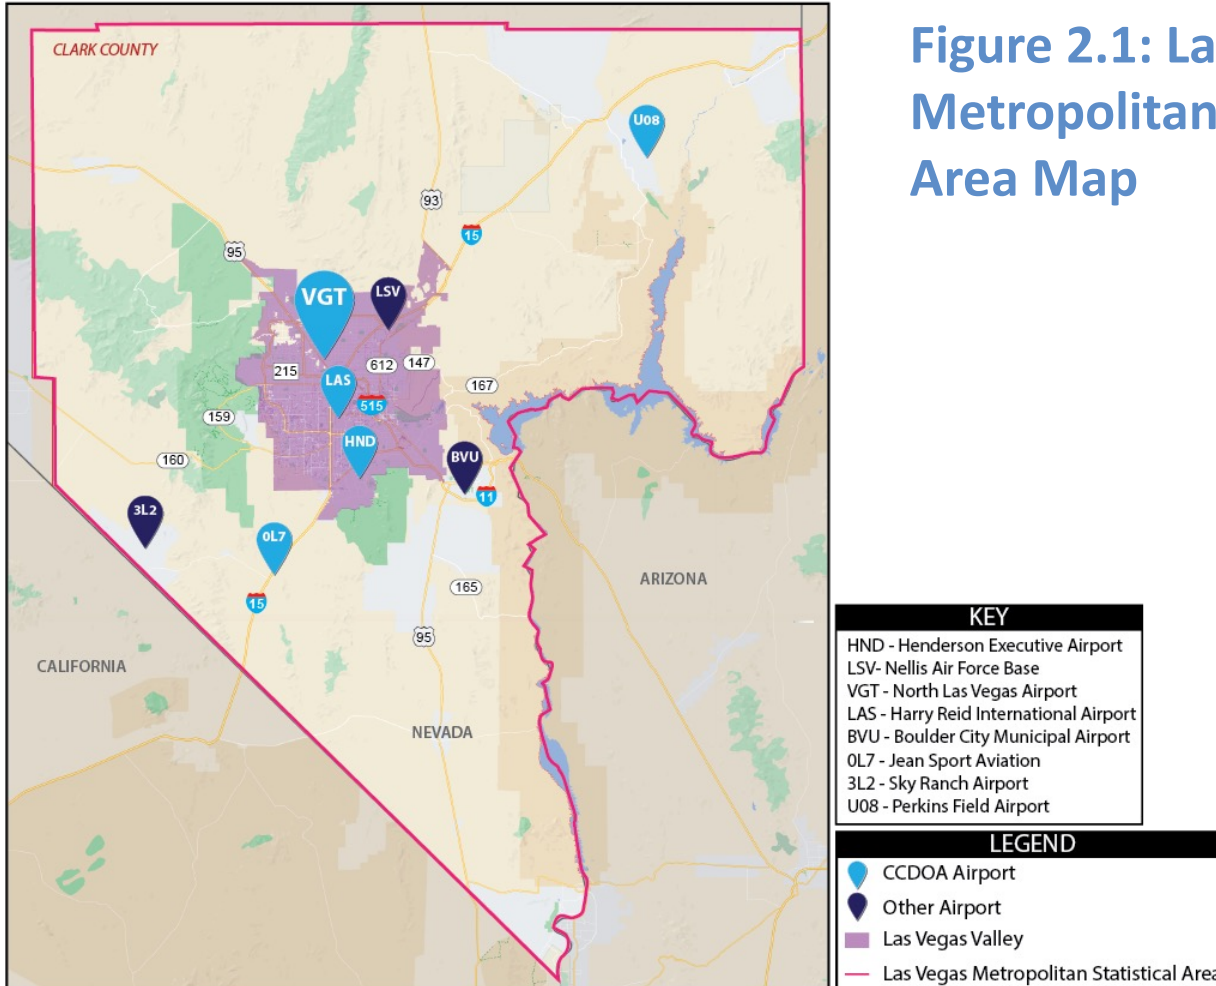 CLARK COUNTY
Figure 2.1: La
Metropolitan
Area Map
U08
93
15
95
VGT
LSV
215
612
147
LAS
167
515
159
HND
160
BVU
11
3L2
0L7
ARIZONA
165
15
95
CALIFORNIA
NEVADA
KEY
HND - Henderson Executive Airport
LSV- Nellis Air Force Base
VGT - North Las Vegas Airport
LAS - Harry Reid International Airport
BVU - Boulder City Municipal Airport
0L7 - Jean Sport Aviation
3L2 - Sky Ranch Airport
U08 - Perkins Field Airport
LEGEND
CCDOA Airport
Other Airport
Las Vegas Valley
Las Vegas Metropolitan Statistical Area